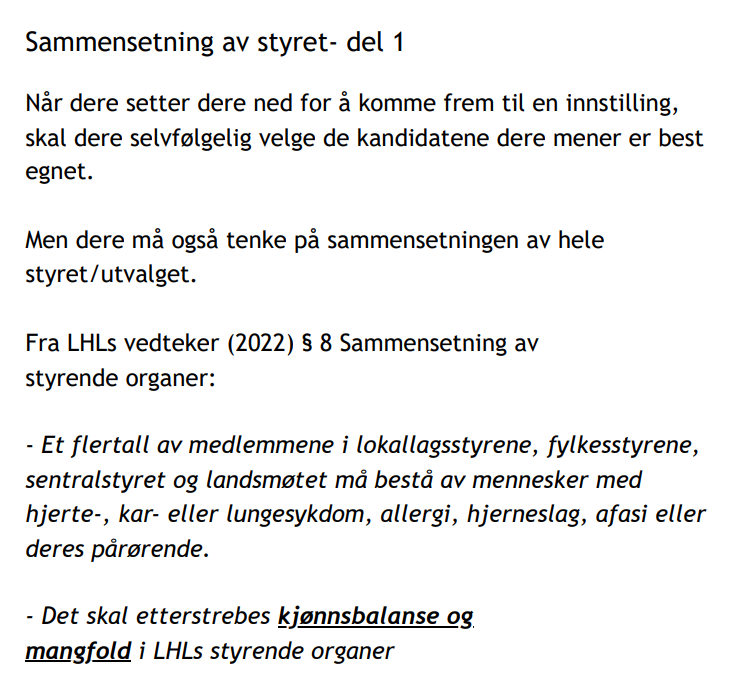 Sammensetning av styret- del 1
Når dere setter dere ned for å komme frem til en innstilling,
skal dere selvfølgelig velge de kandidatene dere mener er best
egnet.
Men dere må også tenke på sammensetningen av hele
styret/utvalget.
Fra LHLs vedteker (2022) § 8 Sammensetning av
styrende organer:
- Et flertall av medlemmene i lokallagsstyrene, fylkesstyrene,
sentralstyret og landsmøtet må bestå av mennesker med
hjerte-, kar- eller lungesykdom, allergi, hjerneslag, afasi eller
deres pårørende.
- Det skal etterstrebes kjønnsbalanse og
mangfold i LHLs styrende organer